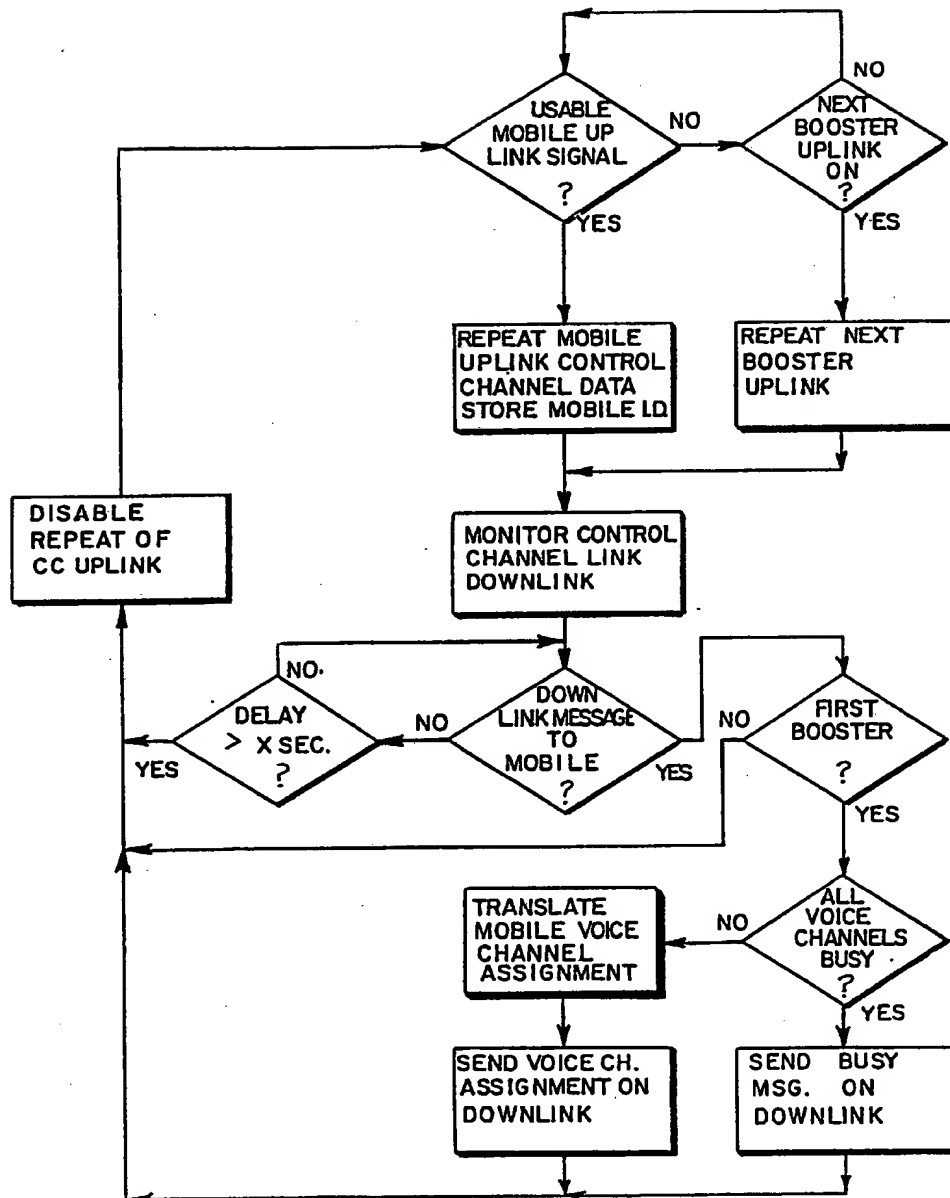 NO
USABLE
MOBILE UP
LINK SIGNAL
?
NO
NEXT
BOOSTER
UPLINK
ON
?
YES
YES
REPEAT MOBILE
UPLINK CONTROL
CHANNEL DATA
STORE MOBILE I.D.
REPEAT NEXT
BOOSTER
UPLINK
DISABLE
REPEAT OF
CC UPLINK
MONITOR CONTROL
CHANNEL LINK
DOWNLINK
NO
DELAY
> X SEC.
?
YES
NO
DOWN
LINK MESSAGE
TO
MOBILE
?
YES
NO
FIRST
BOOSTER
?
YES
TRANSLATE
MOBILE VOICE
CHANNEL
ASSIGNMENT
NO
ALL
VOICE
CHANNELS
BUSY
?
YES
SEND VOICE CH.
ASSIGNMENT ON
DOWNLINK
SEND BUSY
MSG. ON
DOWNLINK